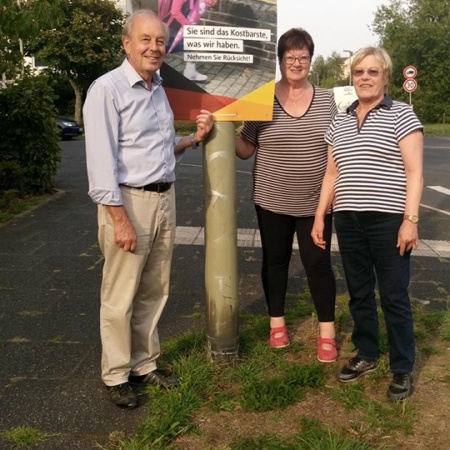 Sie sind das Kostbarste,
was wir haben.
Nehmen Sie Rücksicht!